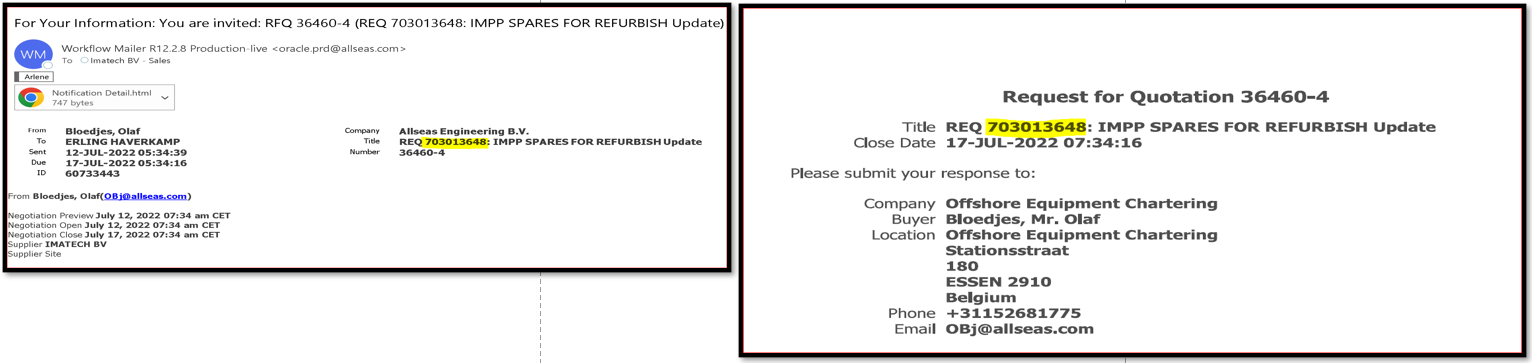 For Your Information: You are invited: RFQ 36460-4 (REQ 703013648: IMPP SPARES FOR REFURBISH Update)
WM
Workflow Mailer R12.2.8 Production-live <oracle.prd@allseas.com>
To Imatech BV - Sales
Arlene
Notification Detail.html
747 bytes
From Bloedjes, Olaf
To ERLING HAVERKAMP
Sent 12-JUL-2022 05:34:39
Due 17-JUL-2022 05:34:16
ID 60733443
Company Allseas Engineering B.V.
Title REQ 703013648: IMPP SPARES FOR REFURBISH Update
Number 36460-4
From Bloedjes, Olaf(OBj@allseas.com)
Negotiation Preview July 12, 2022 07:34 am CET
Negotiation Open July 12, 2022 07:34 am CET
Negotiation Close July 17, 2022 07:34 am CET
Supplier IMATECH BV
Supplier Site
Request for Quotation 36460-4
Title REQ 703013648: IMPP SPARES FOR REFURBISH Update
Close Date 17-JUL-2022 07:34:16
Please submit your response to:
Company Offshore Equipment Chartering
Buyer Bloedjes, Mr. Olaf
Location Offshore Equipment Chartering
Stationsstraat
180
ESSEN 2910
Belgium
Phone +31152681775
Email OBj@allseas.com